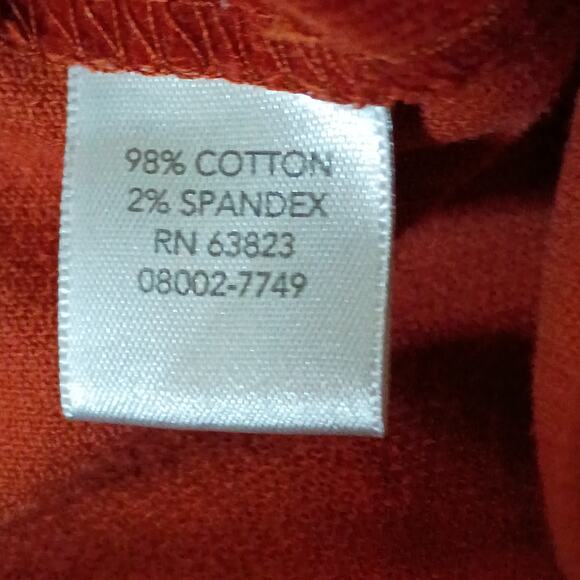 98% COTTON
2% SPANDEX
RN 63823
08002-7749